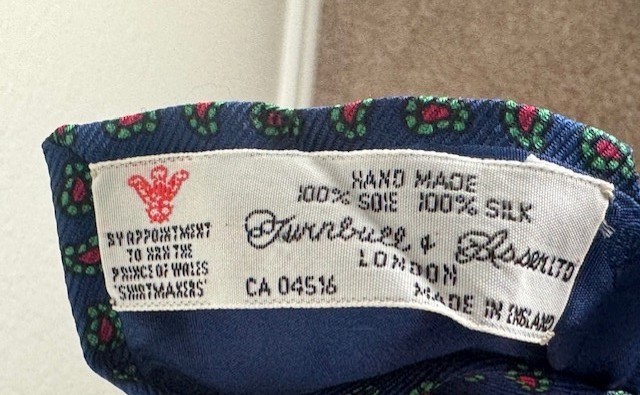 HAND MADE
100% SOIE 100% SILK
Turnbull & Asser LTD
LONDON
CA 04516
MADE IN ENGLAND
BY APPOINTMENT
TO HRH THE
PRINCE OF WALES
'SHIRTMAKERS'